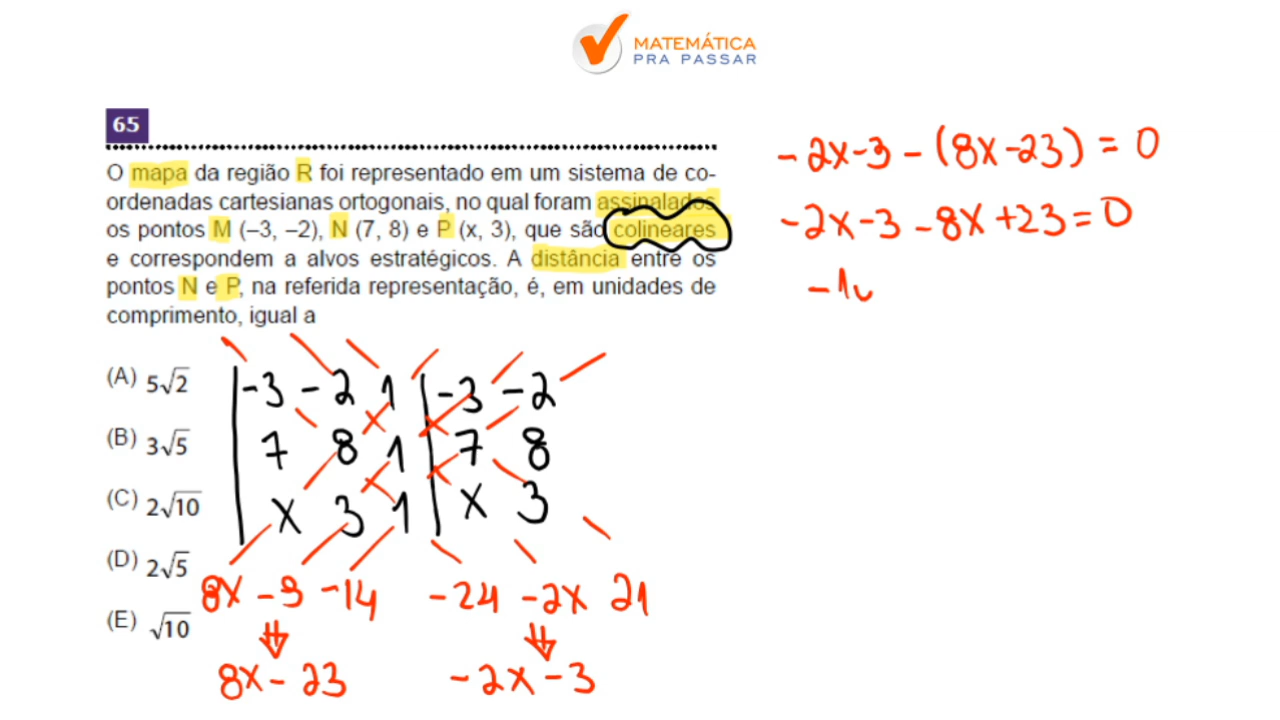 MATEMÁTICA
PRA PASSAR
65
O mapa da região R foi representado em um sistema de co-
ordenadas cartesianas ortogonais, no qual foram assinalados
os pontos M (–3, –2), N (7, 8) e P (x, 3), que são colineares
e correspondem a alvos estratégicos. A distância entre os
pontos N e P, na referida representação, é, em unidades de
comprimento, igual a
(A) 5√2
(B) 3√5
(C) 2√10
(D) 2√5
(E) √10
-3 -2 1 -3 -2
7 8 1 7 8
x 3 1 x 3
8x -9 -14 -24 -2x 21
8x - 23 -2x - 3
-2x-3 - (8x-23) = 0
-2x-3 - 8x+23=0